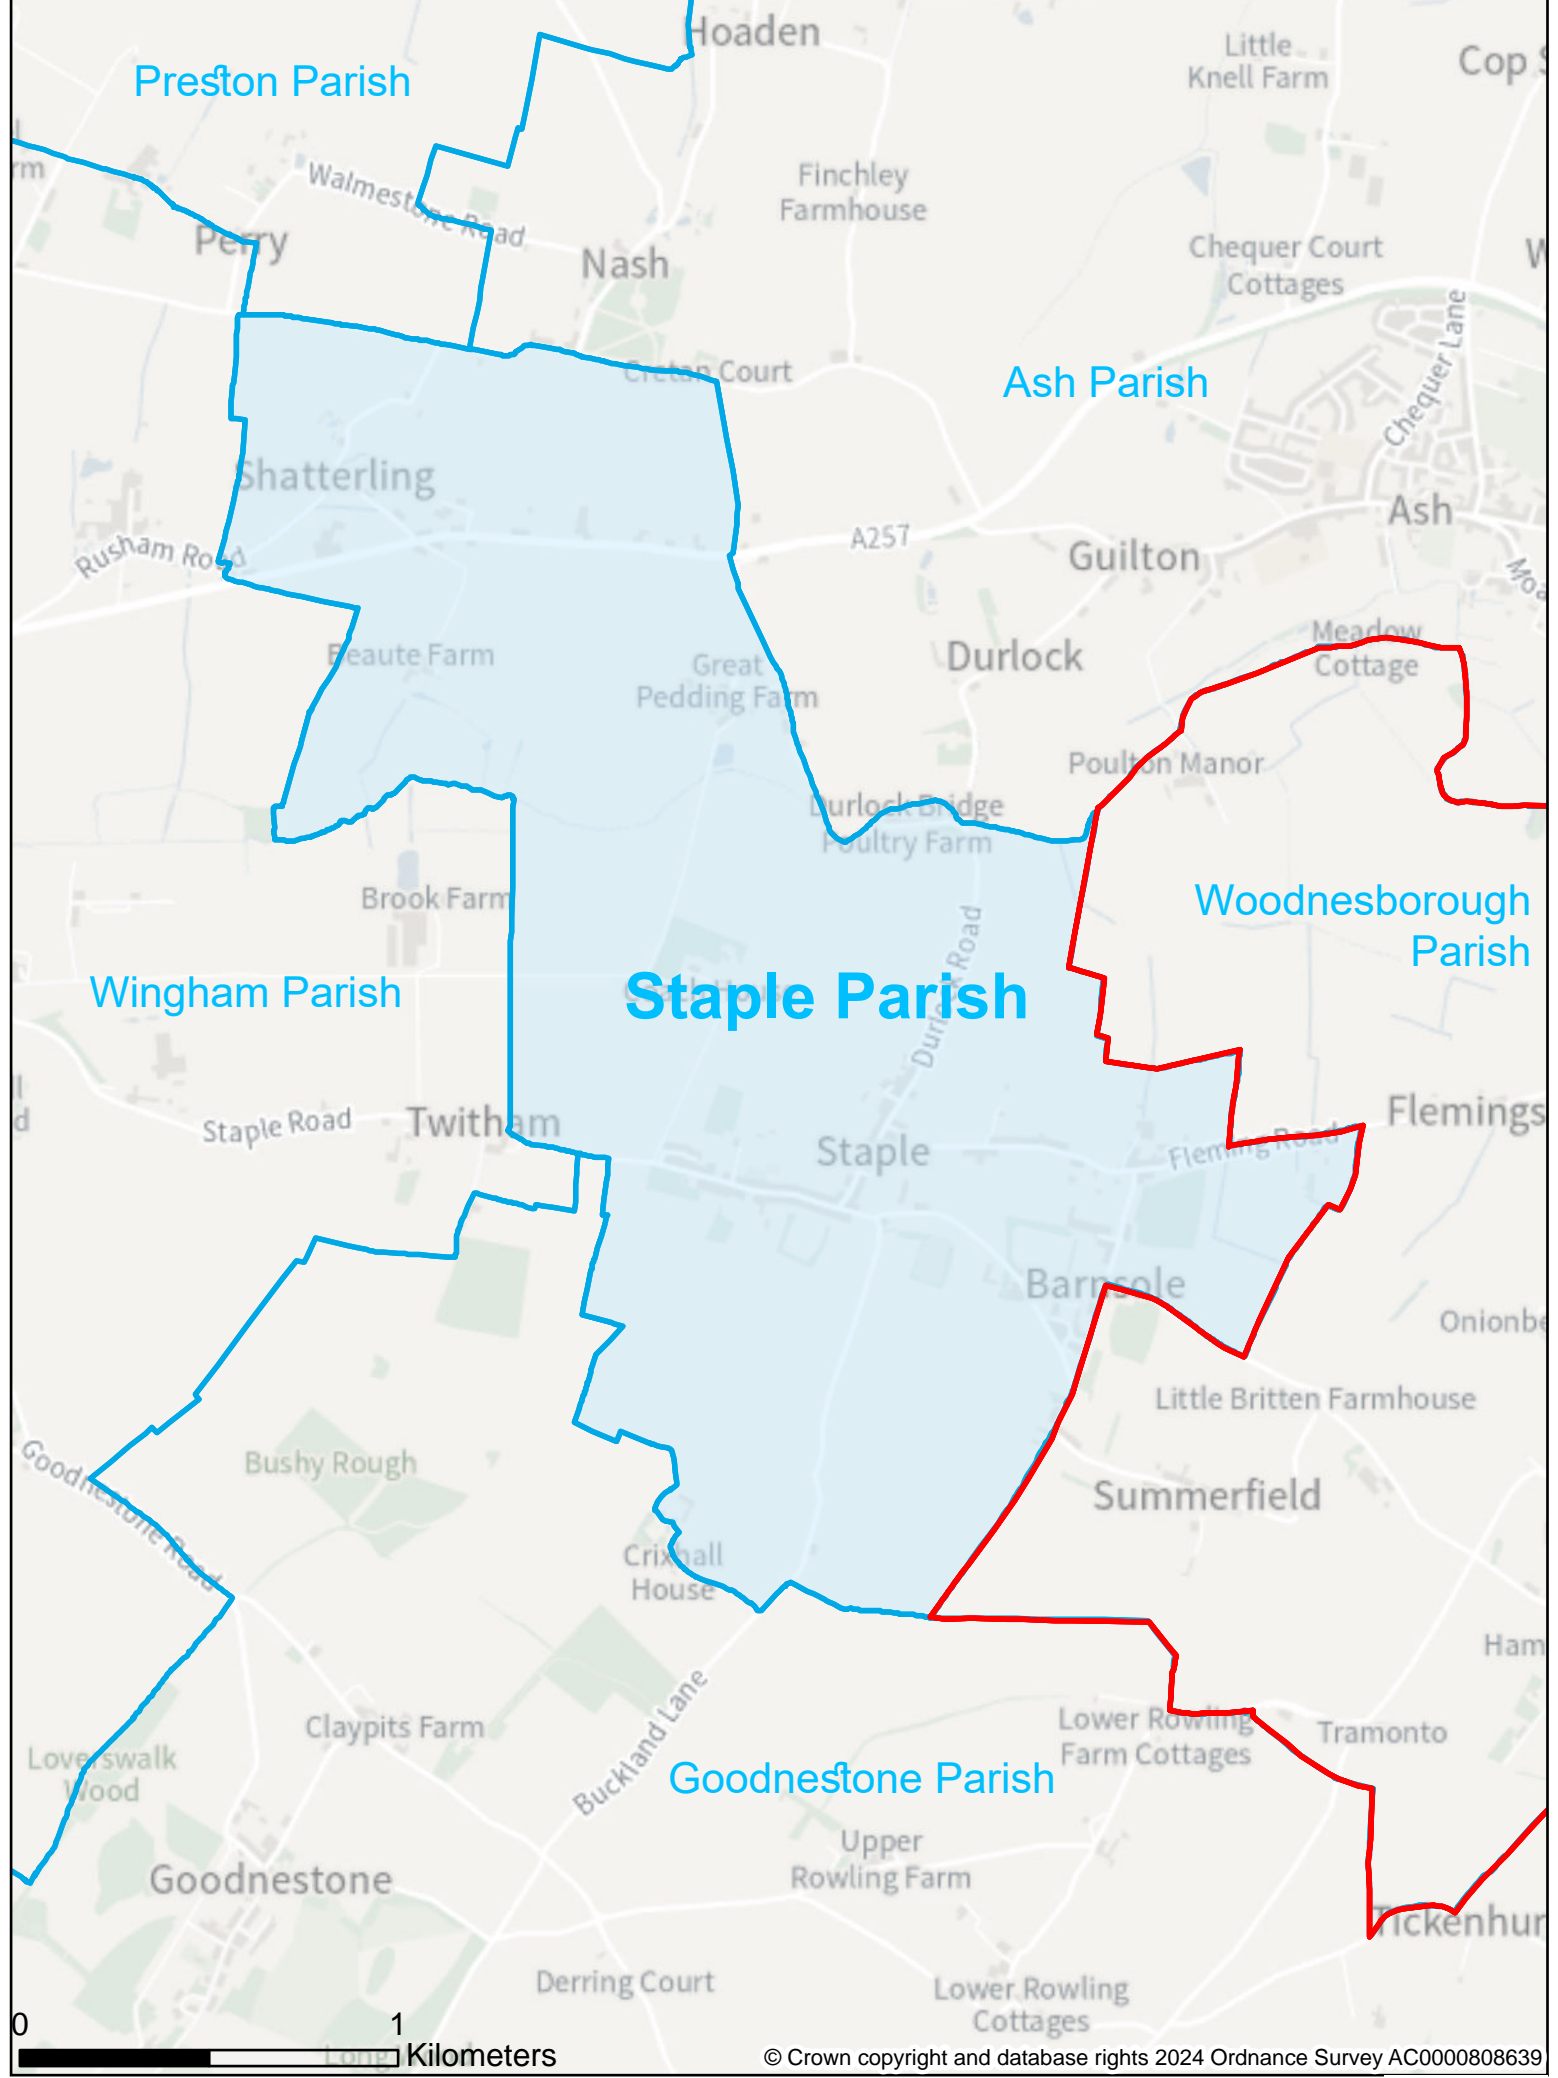 Hoaden
Little
Knell Farm
Cop
Preston Parish
rm
Walmestone Road
Finchley
Farmhouse
Perry
Nash
Chequer Court
Cottages
Chequer Lane
Cretan Court
Ash Parish
Shatterling
Ash
A257
Rusham Road
Guilton
Meadow
Cottage
Beaute Farm
Great
Pedding Farm
Durlock
Poulton Manor
Durlock Bridge
Poultry Farm
Brook Farm
Woodnesborough
Parish
Durlock Road
Wingham Parish
Staple Parish
Flemings
Staple Road
Twitham
Staple
Fleming Road
Barnsole
Onionbe
Little Britten Farmhouse
Goodnestone Road
Bushy Rough
Summerfield
Crixhall
House
Ham
Buckland Lane
Claypits Farm
Lower Rowling
Farm Cottages
Tramonto
Loverswalk
Wood
Goodnestone Parish
Upper
Rowling Farm
Goodnestone
Tickenhur
Derring Court
Lower Rowling
Cottages
0 1
Kilometers
© Crown copyright and database rights 2024 Ordnance Survey AC0000808639